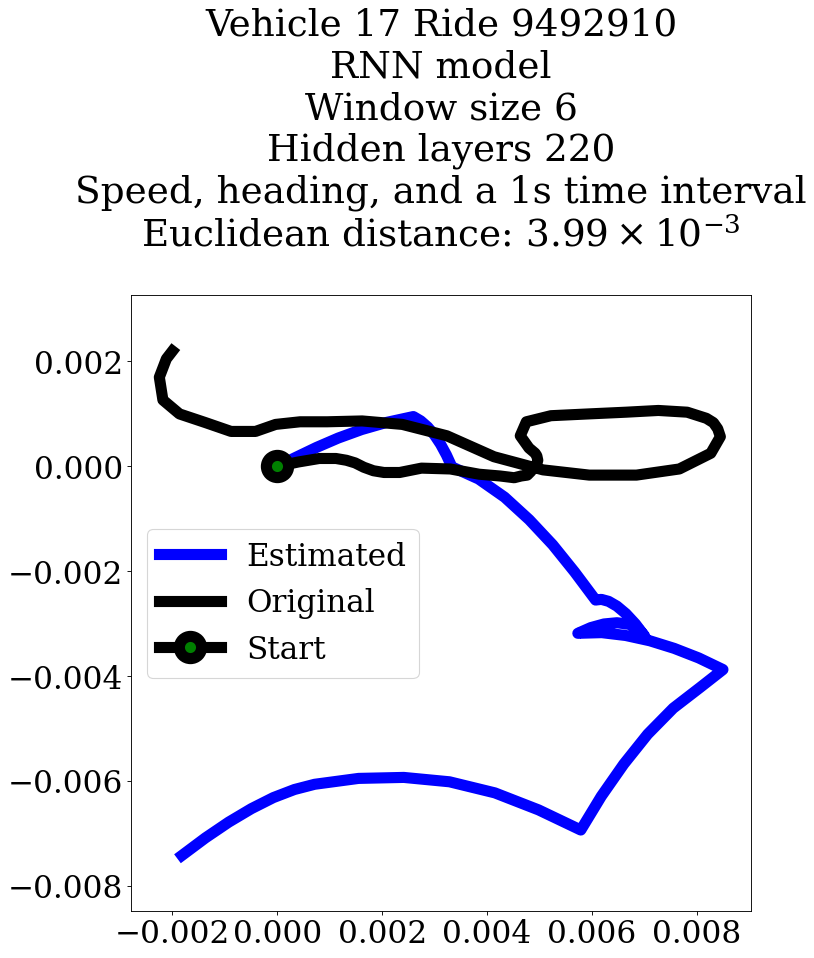 Vehicle 17 Ride 9492910
RNN model
Window size 6
Hidden layers 220
Speed, heading, and a 1s time interval
Euclidean distance: 3.99 × 10⁻³
0.002
0.000
−0.002
−0.004
−0.006
−0.008
Estimated
Original
Start
−0.002 0.000 0.002 0.004 0.006 0.008